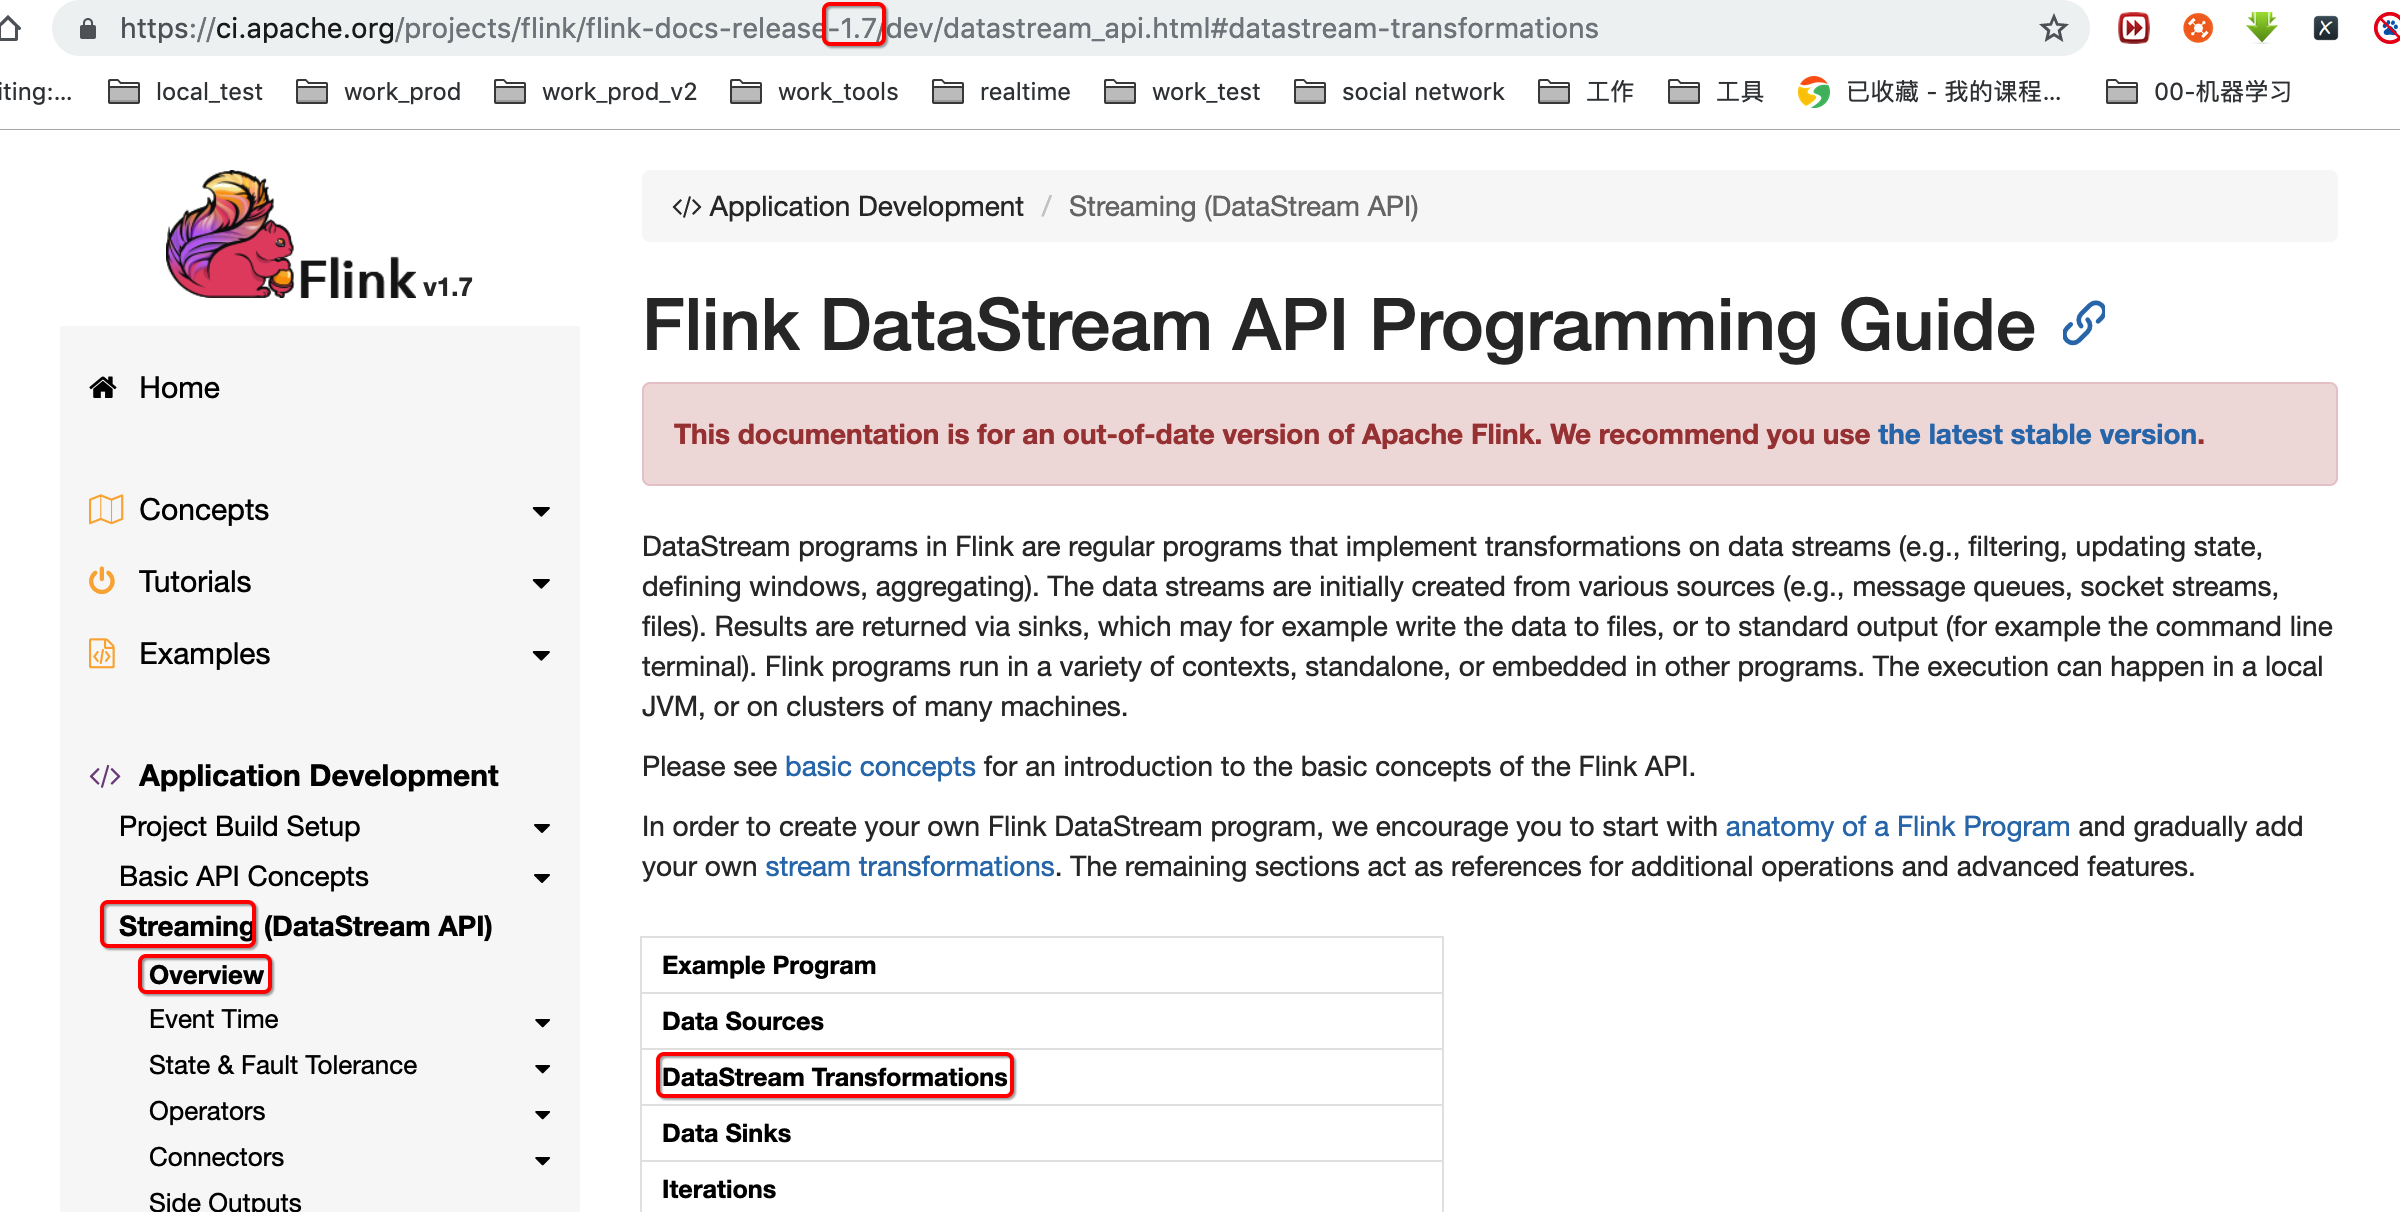 https://ci.apache.org/projects/flink/flink-docs-release-1.7/dev/datastream_api.html#datastream-transformations
iting:... local_test work_prod work_prod_v2 work_tools realtime work_test social network 工作 工具 已收藏 - 我的课程... 00-机器学习
Flink v1.7
Home
Concepts
Tutorials
Examples
</> Application Development
Project Build Setup
Basic API Concepts
Streaming (DataStream API)
Overview
Event Time
State & Fault Tolerance
Operators
Connectors
Side Outputs
</> Application Development / Streaming (DataStream API)
Flink DataStream API Programming Guide
This documentation is for an out-of-date version of Apache Flink. We recommend you use the latest stable version.
DataStream programs in Flink are regular programs that implement transformations on data streams (e.g., filtering, updating state,
defining windows, aggregating). The data streams are initially created from various sources (e.g., message queues, socket streams,
files). Results are returned via sinks, which may for example write the data to files, or to standard output (for example the command line
terminal). Flink programs run in a variety of contexts, standalone, or embedded in other programs. The execution can happen in a local
JVM, or on clusters of many machines.
Please see basic concepts for an introduction to the basic concepts of the Flink API.
In order to create your own Flink DataStream program, we encourage you to start with anatomy of a Flink Program and gradually add
your own stream transformations. The remaining sections act as references for additional operations and advanced features.
Example Program
Data Sources
DataStream Transformations
Data Sinks
Iterations